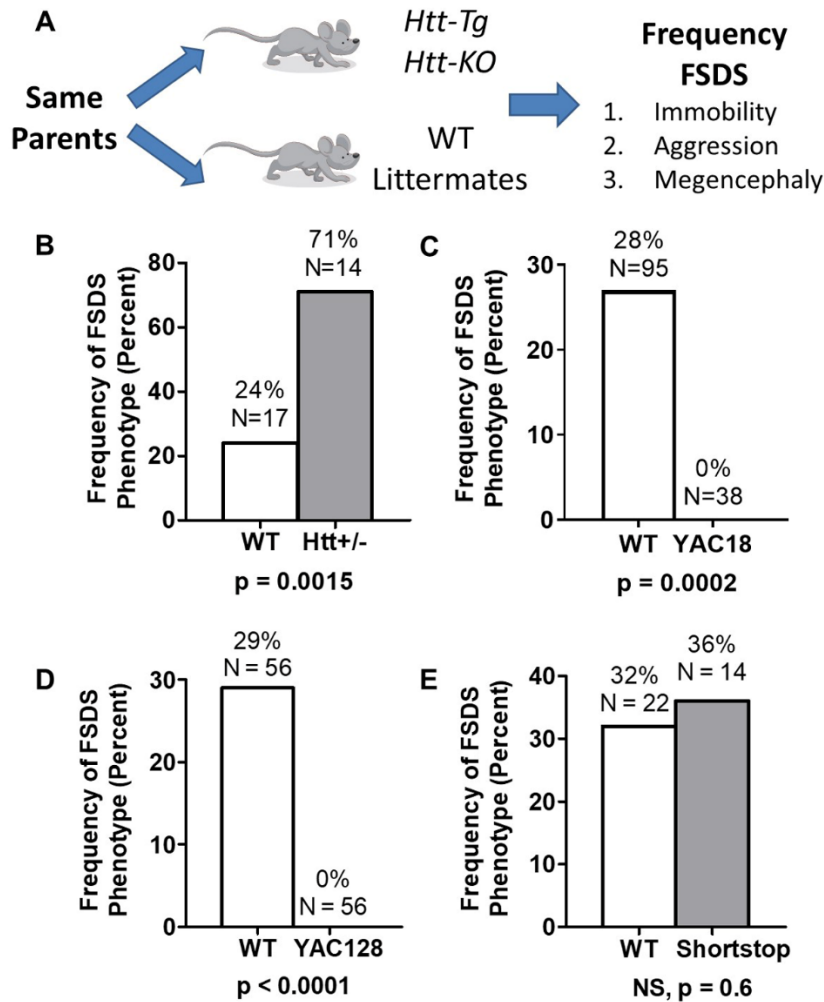 A
Same
Parents
Htt-Tg
Htt-KO
WT
Littermates
Frequency
FSDS
1. Immobility
2. Aggression
3. Megencephaly
B
Frequency of FSDS
Phenotype (Percent)
80
60
40
20
0
24%
N=17
71%
N=14
WT Htt+/-
p = 0.0015
C
Frequency of FSDS
Phenotype (Percent)
30
20
10
0
28%
N=95
0%
N=38
WT YAC18
p = 0.0002
D
Frequency of FSDS
Phenotype (Percent)
30
20
10
0
29%
N = 56
0%
N = 56
WT YAC128
p < 0.0001
E
Frequency of FSDS
Phenotype (Percent)
40
30
20
10
0
32%
N = 22
36%
N = 14
WT Shortstop
NS, p = 0.6